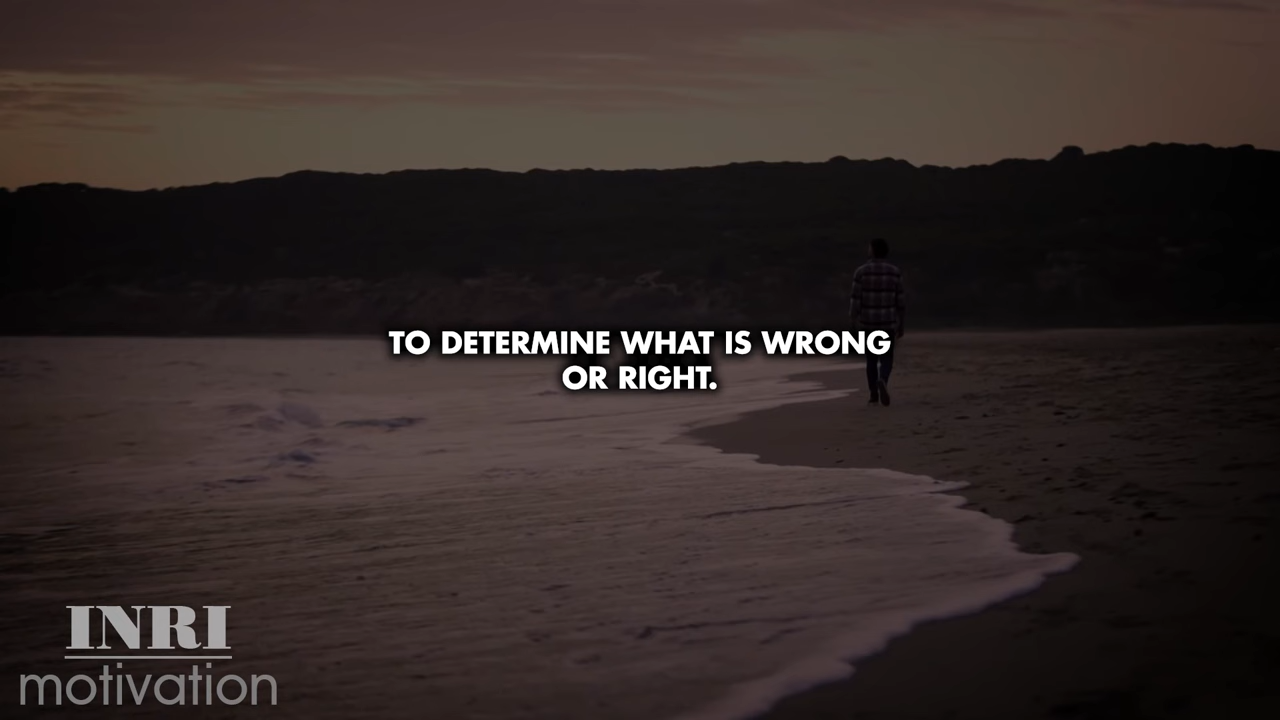 TO DETERMINE WHAT IS WRONG
OR RIGHT.
INRI
motivation